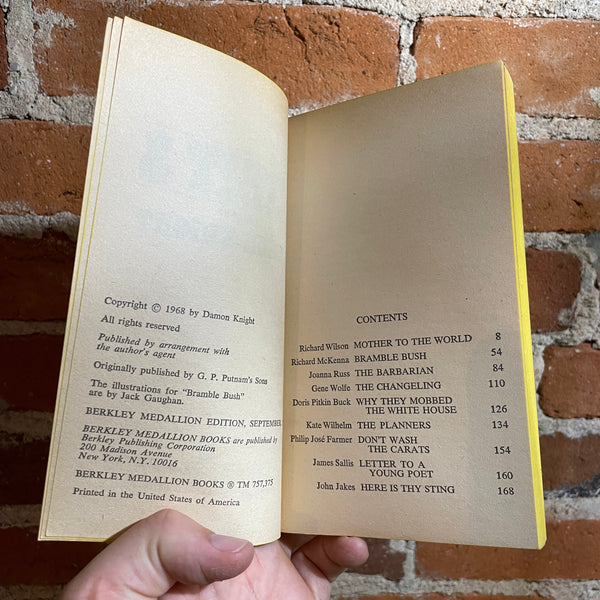 Copyright © 1968 by Damon Knight
All rights reserved
Published by arrangement with
the author's agent
Originally published by G. P. Putnam's Sons
The illustrations for "Bramble Bush"
are by Jack Gaughan.
BERKLEY MEDALLION EDITION, SEPTEMBER
BERKLEY MEDALLION BOOKS are published by
Berkley Publishing Corporation
200 Madison Avenue
New York, N.Y. 10016
BERKLEY MEDALLION BOOKS ® TM 757,375
Printed in the United States of America
CONTENTS
Richard Wilson MOTHER TO THE WORLD 8
Richard McKenna BRAMBLE BUSH 54
Joanna Russ THE BARBARIAN 84
Gene Wolfe THE CHANGELING 110
Doris Pitkin Buck WHY THEY MOBBED
THE WHITE HOUSE 126
Kate Wilhelm THE PLANNERS 134
Philip José Farmer DON'T WASH
THE CARATS 154
James Sallis LETTER TO A
YOUNG POET 160
John Jakes HERE IS THY STING 168